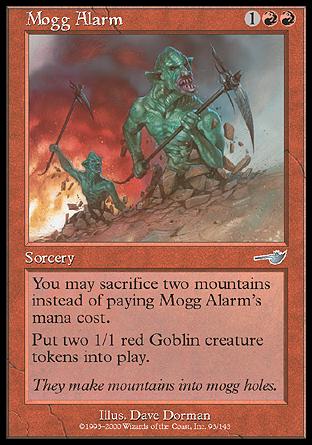 Mogg Alarm 1
Sorcery
You may sacrifice two mountains
instead of paying Mogg Alarm's
mana cost.
Put two 1/1 red Goblin creature
tokens into play.
They make mountains into mogg holes.
Illus. Dave Dorman
©1993-2000 Wizards of the Coast, Inc. 93/143